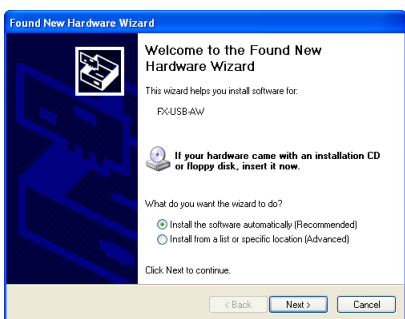 Found New Hardware Wizard
Welcome to the Found New
Hardware Wizard
This wizard helps you install software for:
FX-USB-AW
If your hardware came with an installation CD
or floppy disk, insert it now.
What do you want the wizard to do?
Install the software automatically (Recommended)
Install from a list or specific location (Advanced)
Click Next to continue.
< Back
Next >
Cancel